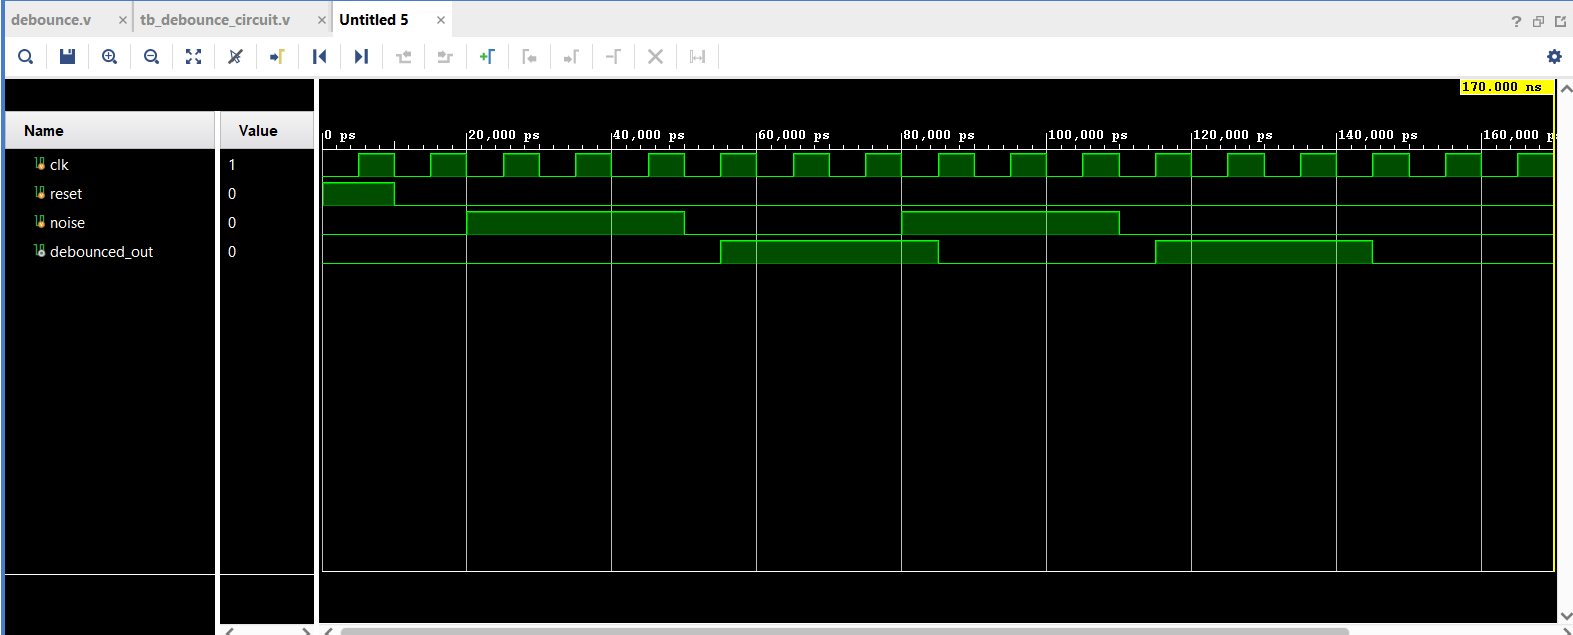 debounce.v × tb_debounce_circuit.v × Untitled 5 ×
?
170.000 ns
Name Value
0 ps 20,000 ps 40,000 ps 60,000 ps 80,000 ps 100,000 ps 120,000 ps 140,000 ps 160,000 p
clk 1
reset 0
noise 0
debounced_out 0